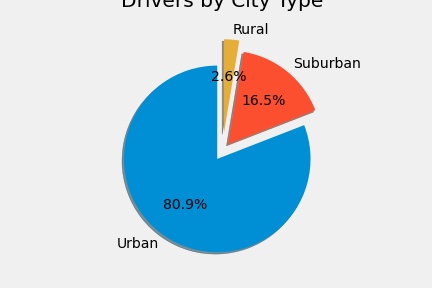 Drivers by City Type
Rural
2.6%
Suburban
16.5%
80.9%
Urban